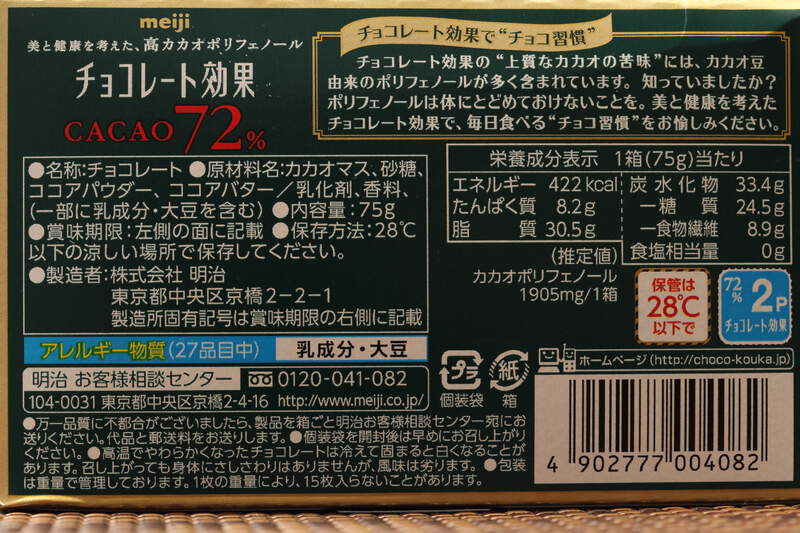 meiji
美と健康を考えた、高カカオポリフェノール
チョコレート効果
CACAO72%
チョコレート効果で“チョコ習慣”
チョコレート効果の“上質なカカオの苦味”には、カカオ豆
由来のポリフェノールが多く含まれています。知っていましたか？
ポリフェノールは体にとどめておけないことを。美と健康を考えた
チョコレート効果で、毎日食べる“チョコ習慣”をお愉しみください。
●名称:チョコレート ●原材料名:カカオマス、砂糖、
ココアパウダー、ココアバター／乳化剤、香料、
(一部に乳成分・大豆を含む) ●内容量:75g
●賞味期限:左側の面に記載 ●保存方法:28℃
以下の涼しい場所で保存してください。
●製造者:株式会社 明治
東京都中央区京橋2-2-1
製造所固有記号は賞味期限の右側に記載
アレルギー物質(27品目中) 乳成分・大豆
明治 お客様相談センター 0120-041-082
104-0031 東京都中央区京橋2-4-16 http://www.meiji.co.jp/
栄養成分表示 1箱(75g)当たり
エネルギー 422kcal 炭水化物 33.4g
たんぱく質 8.2g −糖質 24.5g
脂質 30.5g −食物繊維 8.9g
食塩相当量 0g
(推定値)
カカオポリフェノール
1905mg/1箱
保管は
28℃
以下で
72% 2P
チョコレート効果
プラ
個装袋
紙
箱
ホームページ(http://choco-kouka.jp)
●万一品質に不都合がございましたら、製品を箱ごと明治お客様相談センター宛にお
送りください。代品と郵送料をお送りします。●個装袋を開封後は早めにお召し上がり
ください。●高温でやわらかくなったチョコレートは冷えて固まると白くなることが
あります。召し上がっても身体にさしさわりはありませんが、風味は劣ります。●包装
は重量で管理しております。1枚の重量により、15枚入らないことがあります。
4 902777 004082